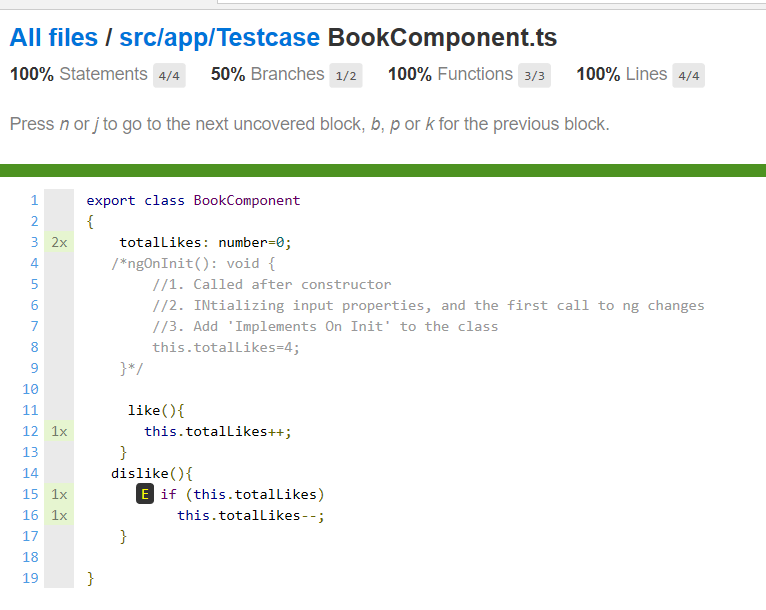 All files / src/app/Testcase BookComponent.ts
100% Statements 4/4 50% Branches 1/2 100% Functions 3/3 100% Lines 4/4
Press n or j to go to the next uncovered block, b, p or k for the previous block.
1 export class BookComponent
2 {
3 2x totalLikes: number=0;
4 /*ngOnInit(): void {
5 //1. Called after constructor
6 //2. INtializing input properties, and the first call to ng changes
7 //3. Add 'Implements On Init' to the class
8 this.totalLikes=4;
9 }*/
10
11 like(){
12 1x this.totalLikes++;
13 }
14 dislike(){
15 1x E if (this.totalLikes)
16 1x this.totalLikes--;
17 }
18
19 }